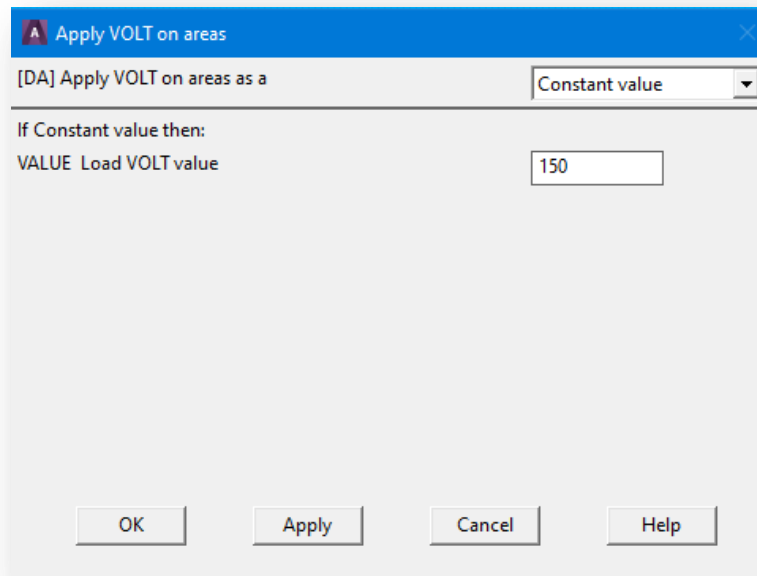 A Apply VOLT on areas
[DA] Apply VOLT on areas as a Constant value
If Constant value then:
VALUE Load VOLT value 150
OK Apply Cancel Help